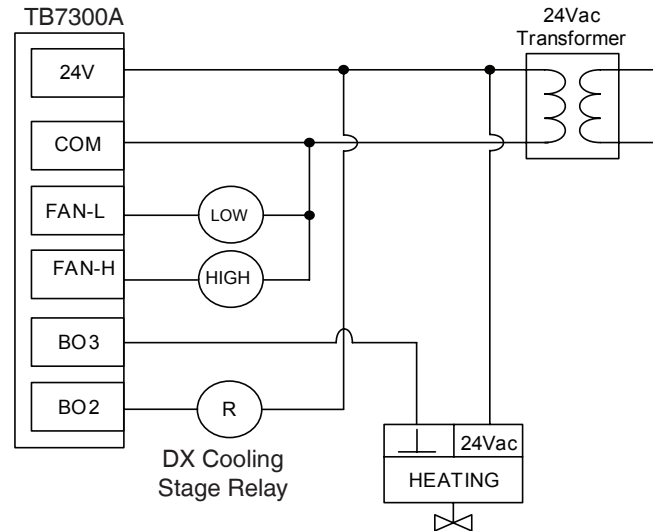 TB7300A
24Vac
Transformer
24V
COM
FAN-L
LOW
FAN-H
HIGH
BO3
BO2
R
DX Cooling
Stage Relay
24Vac
HEATING